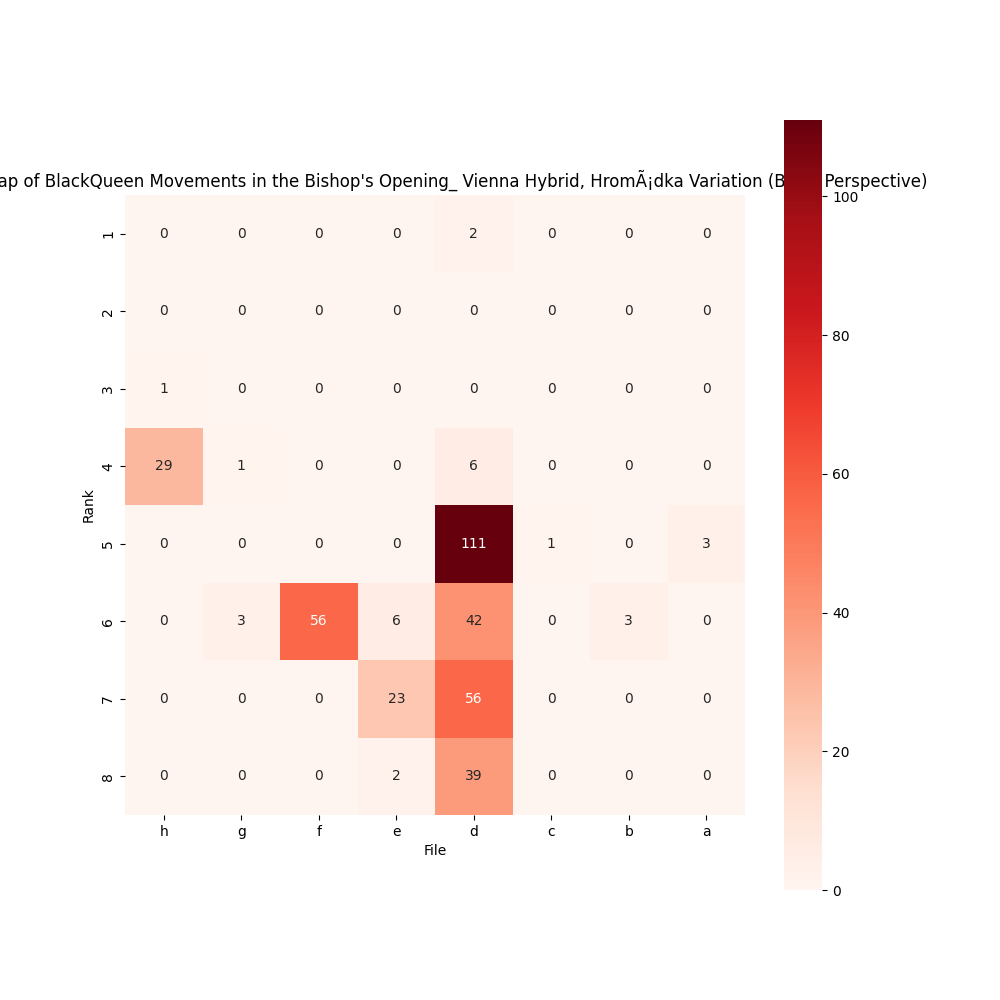 ap of BlackQueen Movements in the Bishop's Opening_ Vienna Hybrid, HromÃ¡dka Variation (B Perspective)
Rank
1 0 0 0 0 2 0 0 0
2 0 0 0 0 0 0 0 0
3 1 0 0 0 0 0 0 0
4 29 1 0 0 6 0 0 0
5 0 0 0 0 111 1 0 3
6 0 3 56 6 42 0 3 0
7 0 0 0 23 56 0 0 0
8 0 0 0 2 39 0 0 0
h g f e d c b a
File
100
80
60
40
20
0